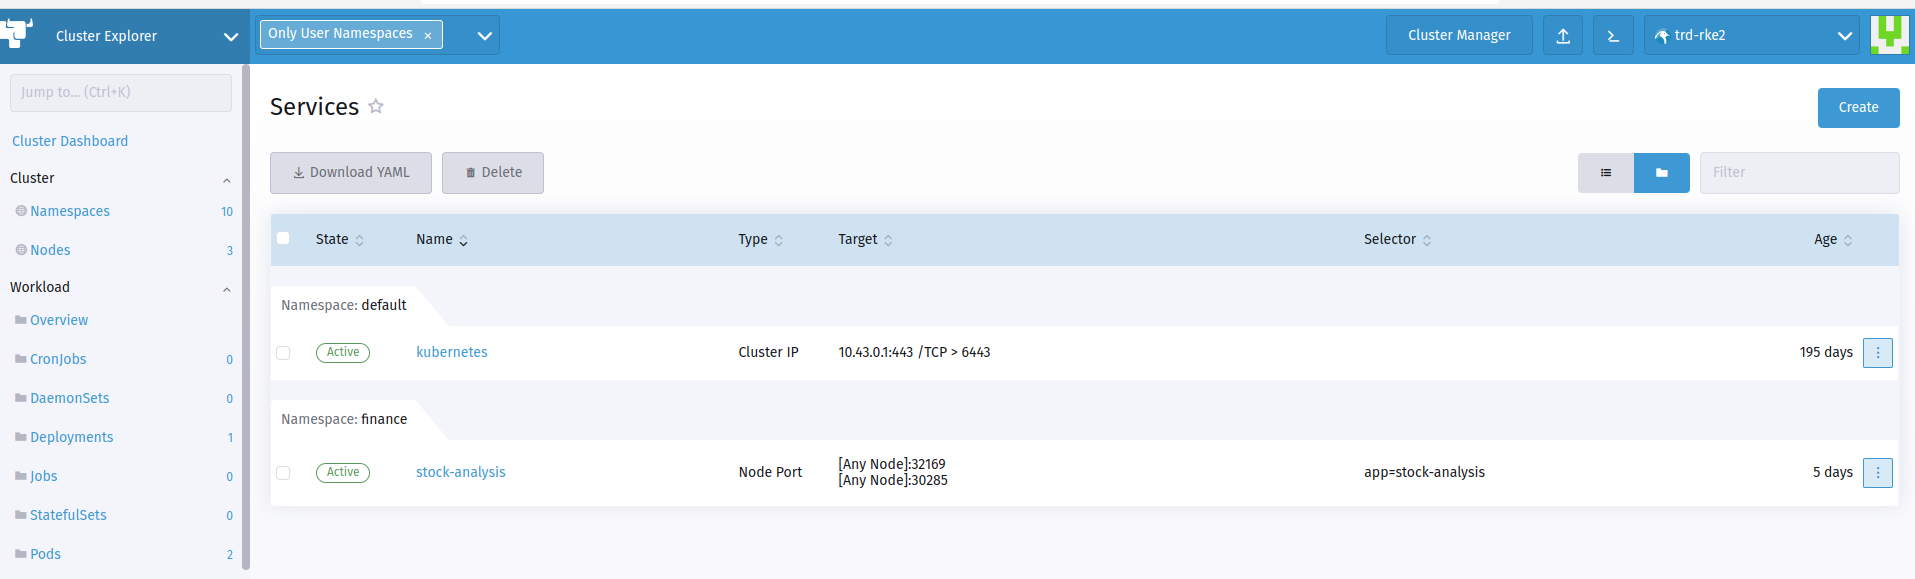 Cluster Explorer
Only User Namespaces ×
Cluster Manager
trd-rke2
Jump to... (Ctrl+K)
Cluster Dashboard
Cluster
Namespaces 10
Nodes 3
Workload
Overview
CronJobs 0
DaemonSets 0
Deployments 1
Jobs 0
StatefulSets 0
Pods 2
Services
Create
Download YAML
Delete
Filter
State Name Type Target Selector Age
Namespace: default
Active kubernetes Cluster IP 10.43.0.1:443 /TCP > 6443 195 days
Namespace: finance
Active stock-analysis Node Port [Any Node]:32169 app=stock-analysis 5 days
[Any Node]:30285